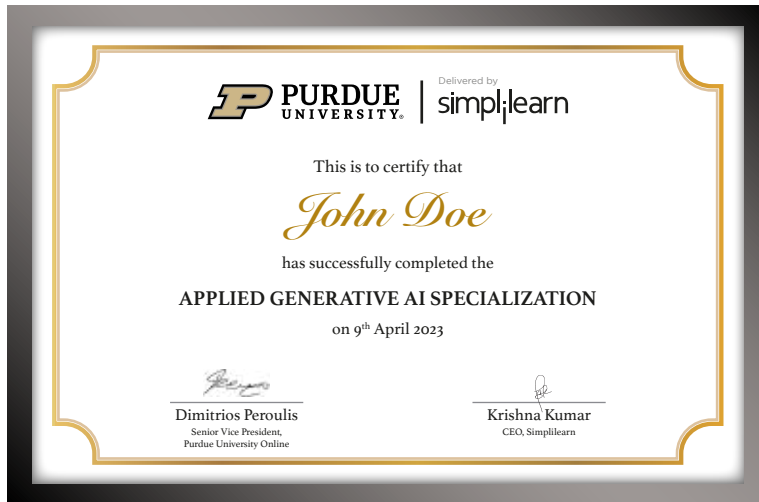 PURDUE
UNIVERSITY®
Delivered by
simplilearn
This is to certify that
John Doe
has successfully completed the
APPLIED GENERATIVE AI SPECIALIZATION
on 9th April 2023
Dimitrios Peroulis
Senior Vice President,
Purdue University Online
Krishna Kumar
CEO, Simplilearn